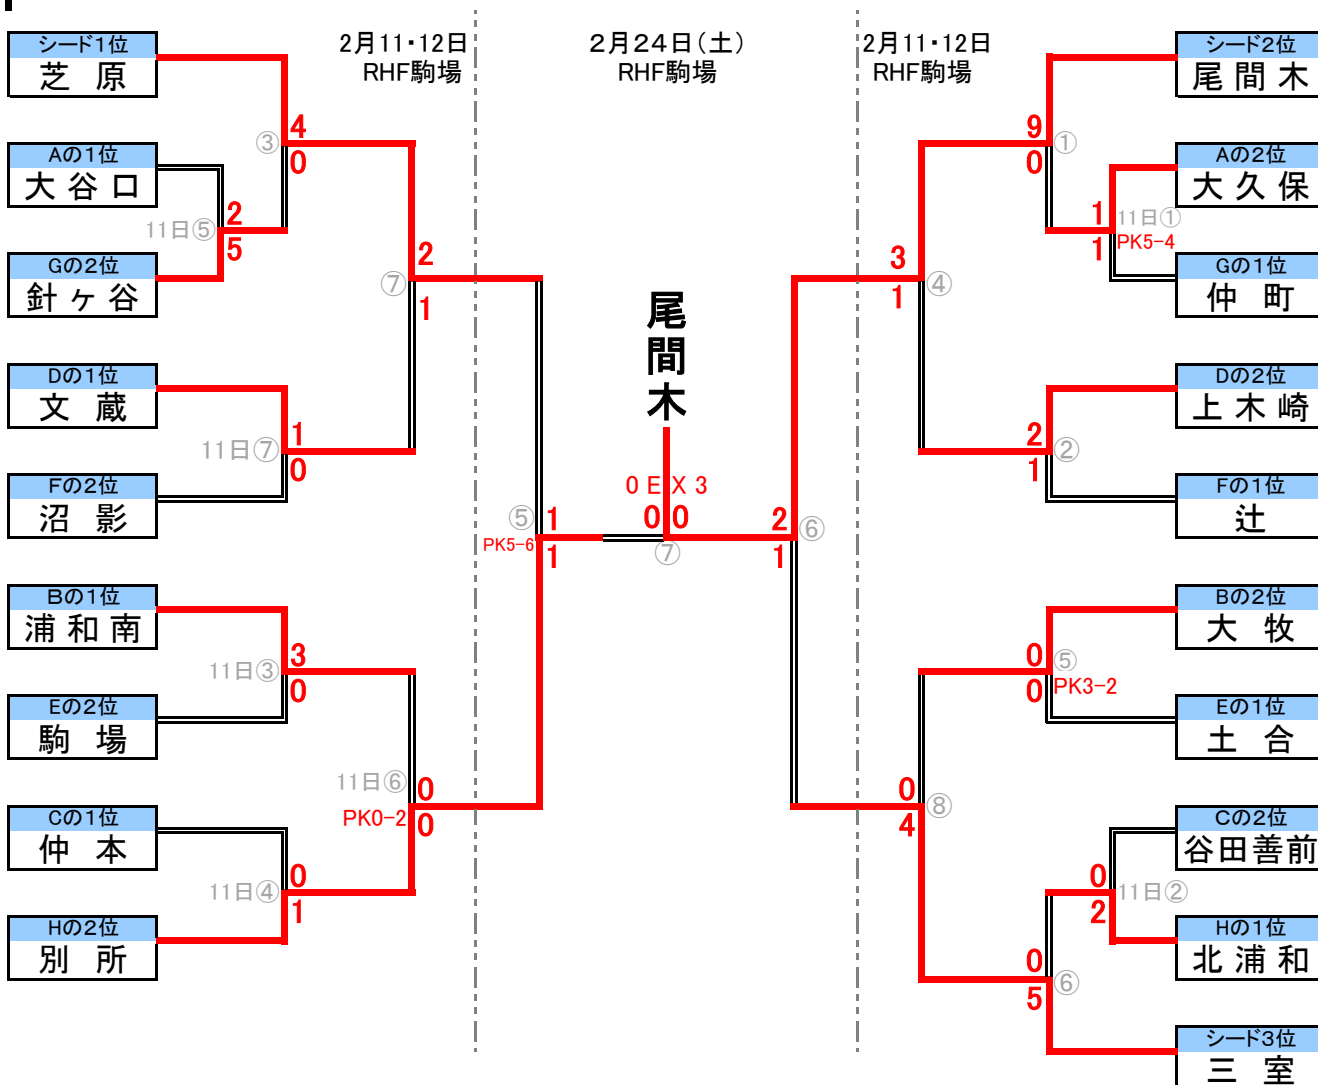 2月11・12日
RHF駒場
2月24日(土)
RHF駒場
2月11・12日
RHF駒場
シード1位
芝 原
Aの1位
大 谷 口
Gの2位
針 ヶ 谷
Dの1位
文 蔵
Fの2位
沼 影
Bの1位
浦 和 南
Eの2位
駒 場
Cの1位
仲 本
Hの2位
別 所
③
4
0
11日⑤
2
5
⑦
2
1
11日⑦
1
0
11日③
3
0
11日⑥
PK0-2
0
0
11日④
0
1
⑤
PK5-6
1
1
尾間木
0 E X 3
0 0
⑦
2
1
⑥
3
1
④
9
0
①
1
1
11日①
PK5-4
2
1
②
0
0
⑤
PK3-2
0
4
⑧
0
2
11日②
0
5
⑥
シード2位
尾 間 木
Aの2位
大 久 保
Gの1位
仲 町
Dの2位
上 木 崎
Fの1位
辻
Bの2位
大 牧
Eの1位
土 合
Cの2位
谷田善前
Hの1位
北 浦 和
シード3位
三 室